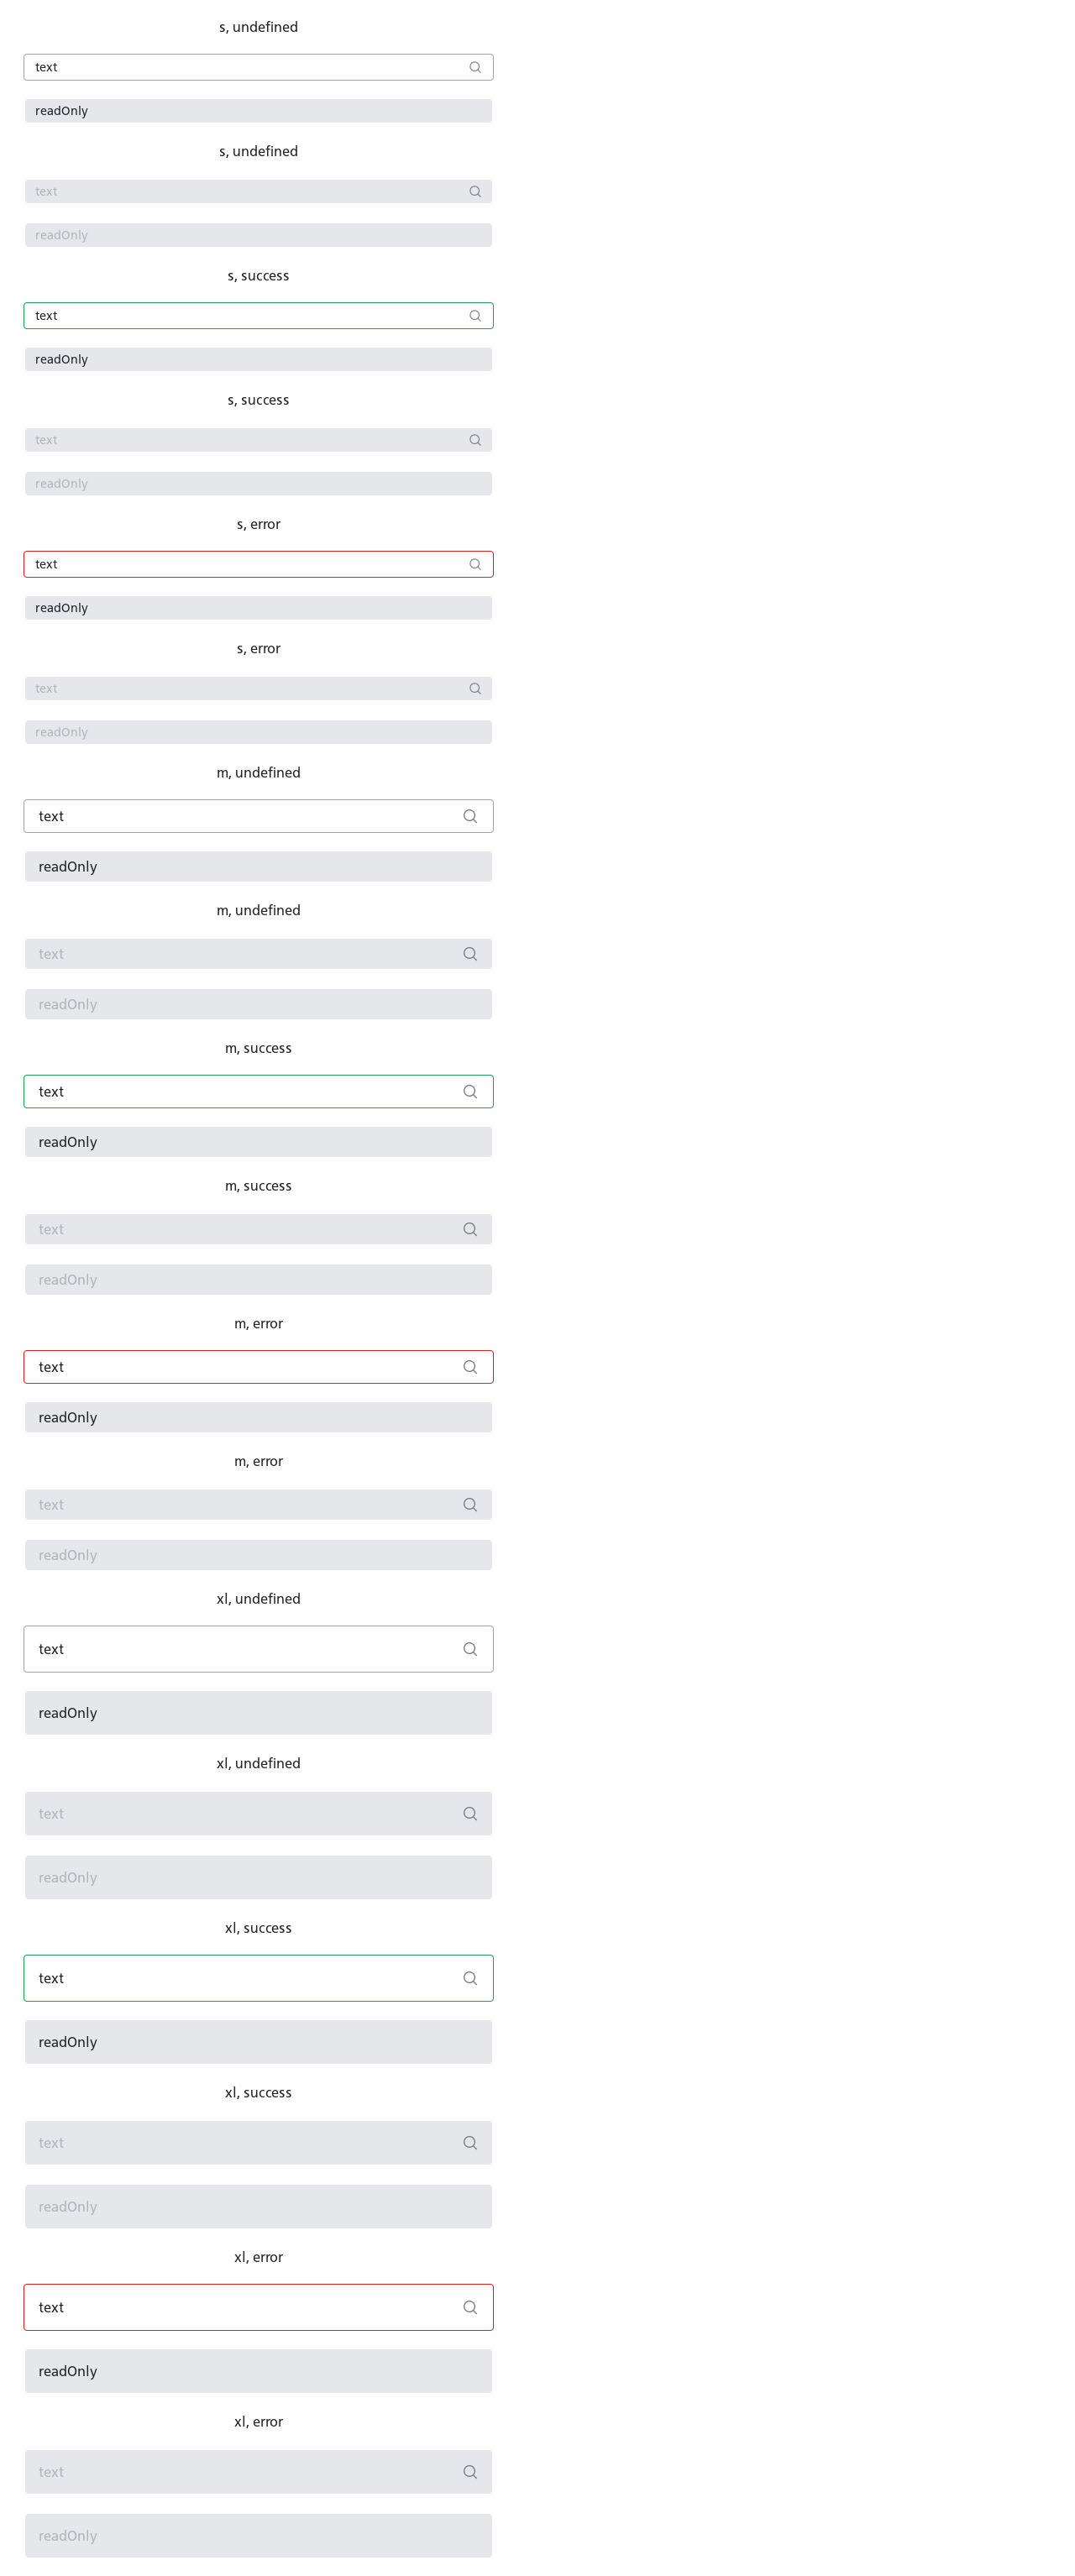 s, undefined
text
readOnly
s, undefined
text
readOnly
s, success
text
readOnly
s, success
text
readOnly
s, error
text
readOnly
s, error
text
readOnly
m, undefined
text
readOnly
m, undefined
text
readOnly
m, success
text
readOnly
m, success
text
readOnly
m, error
text
readOnly
m, error
text
readOnly
xl, undefined
text
readOnly
xl, undefined
text
readOnly
xl, success
text
readOnly
xl, success
text
readOnly
xl, error
text
readOnly
xl, error
text
readOnly